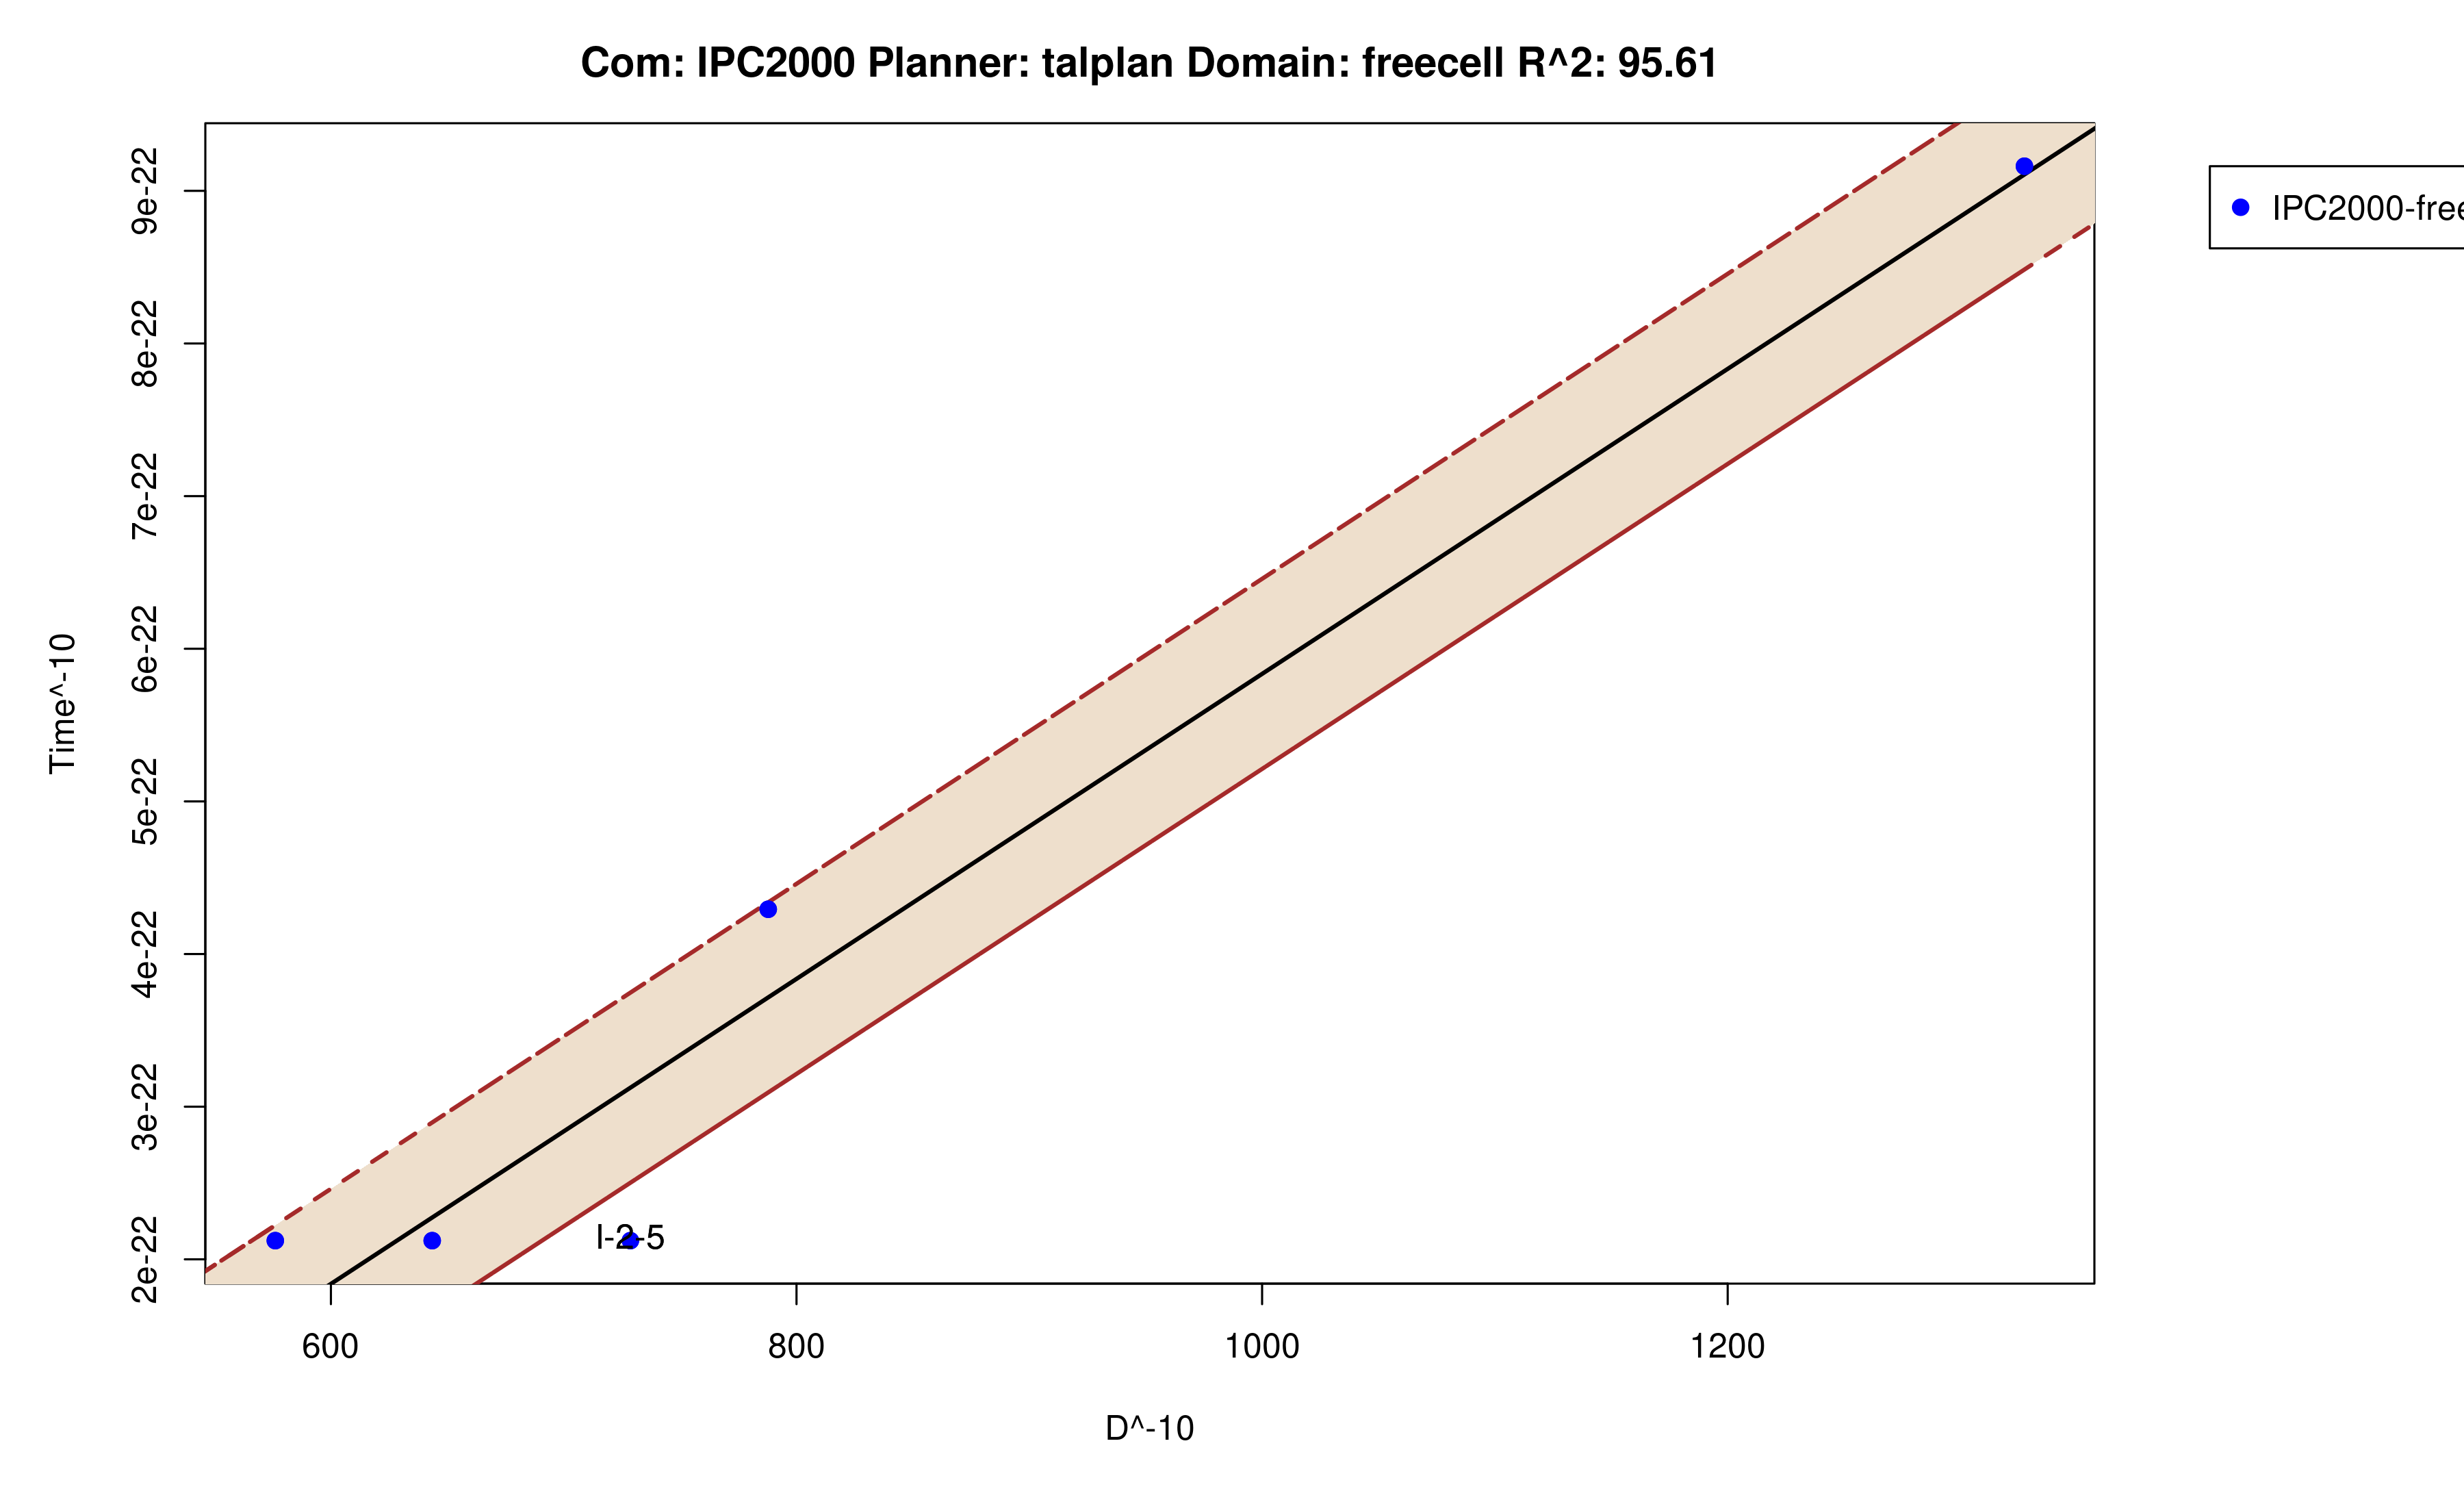 Com: IPC2000 Planner: talplan Domain: freecell R^2: 95.61
9e-22
8e-22
7e-22
6e-22
5e-22
4e-22
3e-22
2e-22
Time^-10
IPC2000-free
I-2-5
600 800 1000 1200
D^-10